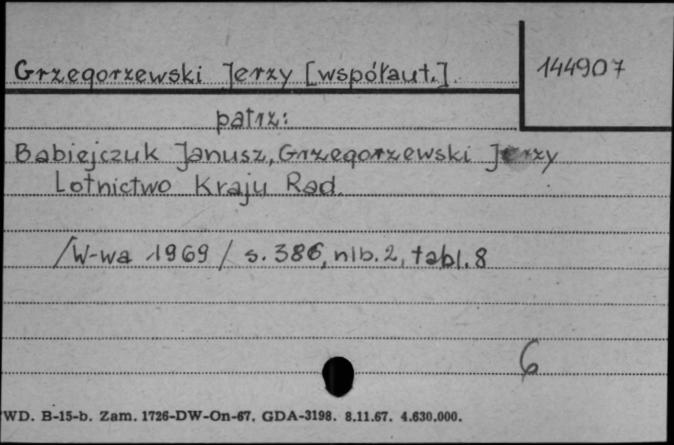 Grzegorzewski Jerzy [współaut.]. 144907
patrz:
Babiejczuk Janusz, Grzegorzewski Jerzy
Lotnictwo Kraju Rad.
/W-wa 1969/ s. 386, nlb. 2, tabl. 8
6
WD. B-15-b. Zam. 1726-DW-On-67. GDA-3198. 8.11.67. 4.630.000.